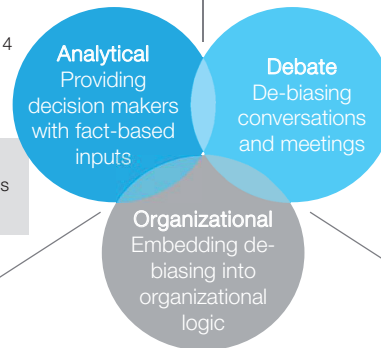 4
Analytical
Providing
decision makers
with fact-based
inputs
Debate
De-biasing
conversations
and meetings
s
Organizational
Embedding de-
biasing into
organizational
logic